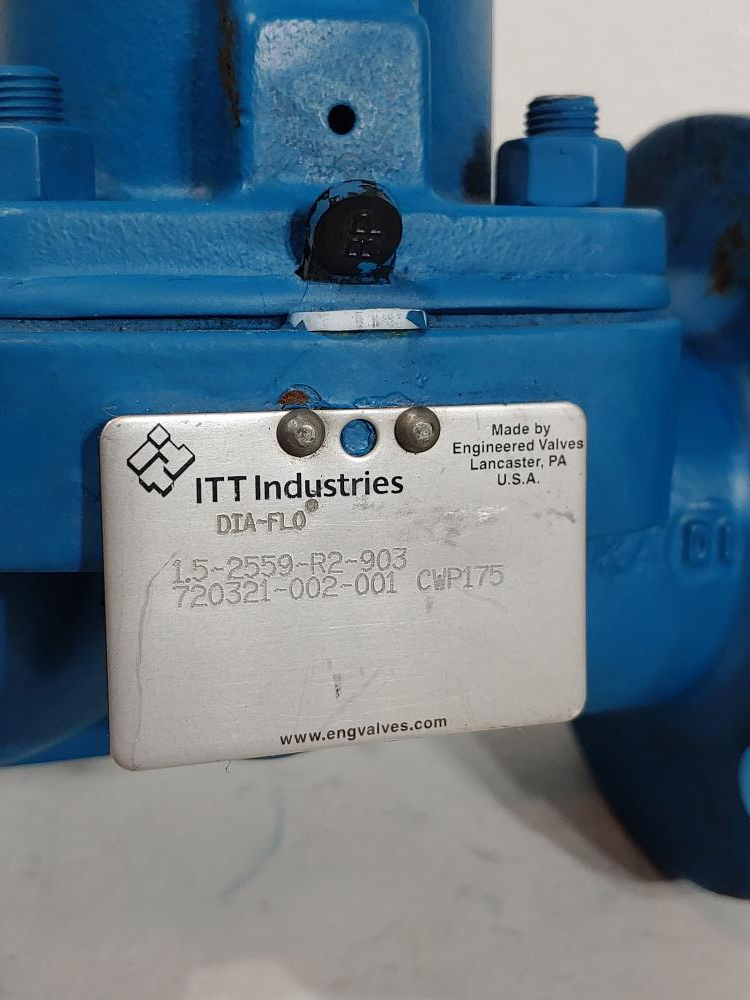 ITT Industries
DIA-FLO®
Made by
Engineered Valves
Lancaster, PA
U.S.A.
1.5-2559-R2-903
720321-002-001 CWP175
www.engvalves.com